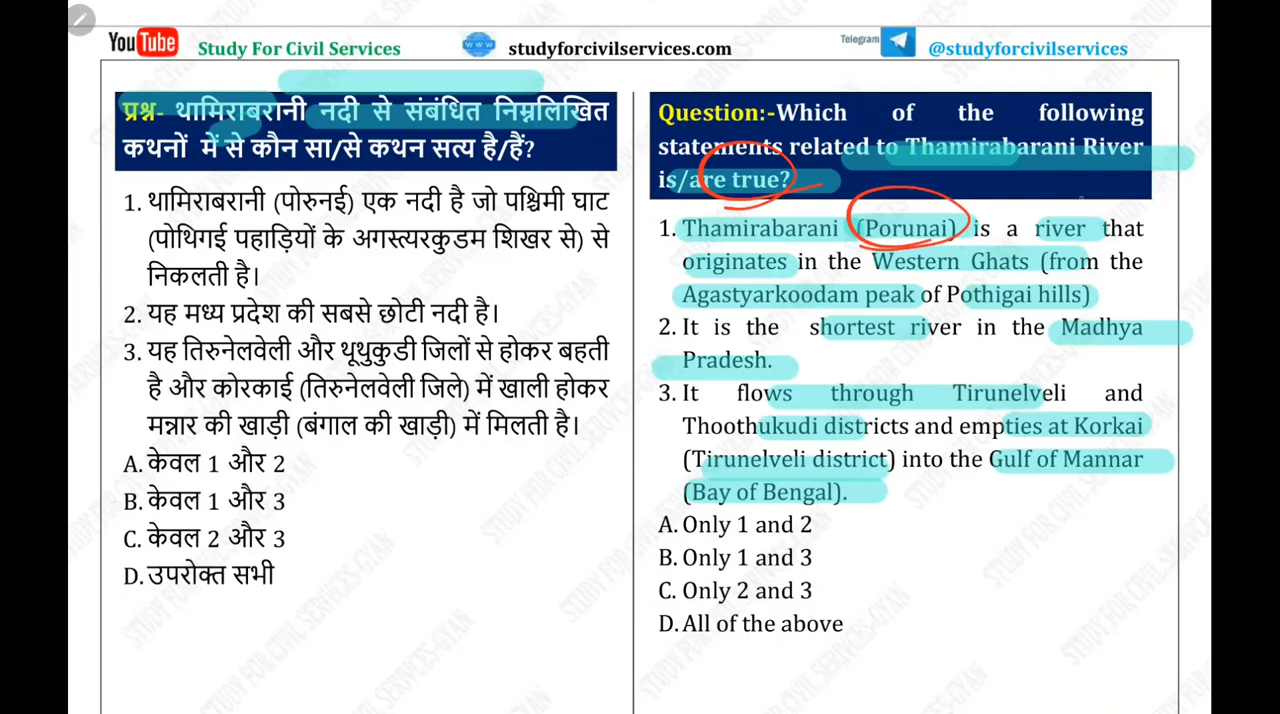 YouTube Study For Civil Services
www studyforcivilservices.com
Telegram @studyforcivilservices
प्रश्न- थामिराबरानी नदी से संबंधित निम्नलिखित
कथनों में से कौन सा/से कथन सत्य है/हैं?
1. थामिराबरानी (पोरुनई) एक नदी है जो पश्चिमी घाट
(पोथिगई पहाड़ियों के अगस्त्यरकुडम शिखर से) से
निकलती है।
2. यह मध्य प्रदेश की सबसे छोटी नदी है।
3. यह तिरुनेलवेली और थूथुकुडी जिलों से होकर बहती
है और कोरकाई (तिरुनेलवेली जिले) में खाली होकर
मन्नार की खाड़ी (बंगाल की खाड़ी) में मिलती है।
A. केवल 1 और 2
B. केवल 1 और 3
C. केवल 2 और 3
D. उपरोक्त सभी
Question:-Which of the following
statements related to Thamirabarani River
is/are true?
1. Thamirabarani (Porunai) is a river that
originates in the Western Ghats (from the
Agastyarkoodam peak of Pothigai hills)
2. It is the shortest river in the Madhya
Pradesh.
3. It flows through Tirunelveli and
Thoothukudi districts and empties at Korkai
(Tirunelveli district) into the Gulf of Mannar
(Bay of Bengal).
A. Only 1 and 2
B. Only 1 and 3
C. Only 2 and 3
D. All of the above
STUDY FOR CIVIL SERVICES-GYAN